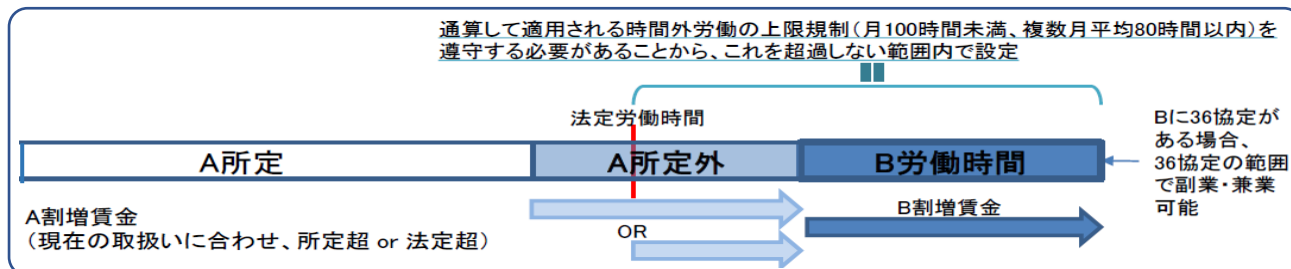 通算して適用される時間外労働の上限規制(月100時間未満、複数月平均80時間以内)を
遵守する必要があることから、これを超過しない範囲内で設定
法定労働時間
A所定
A所定外
B労働時間
Bに36協定が
ある場合、
36協定の範囲
で副業・兼業
可能
A割増賃金
(現在の取扱いに合わせ、所定超 or 法定超)
OR
B割増賃金